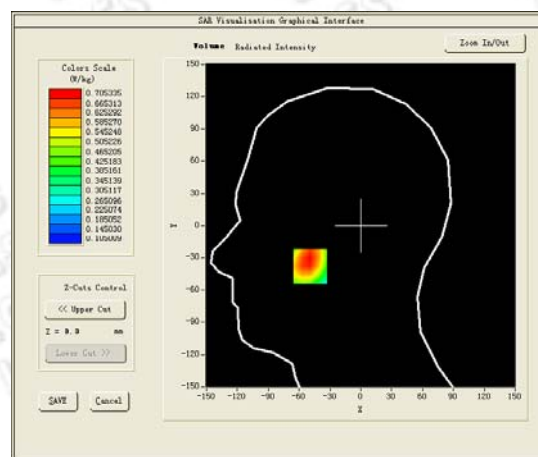 SAR Visualisation Graphical Interface
Volume Radiated Intensity
Zoom In/Out
Colors Scale
(W/kg)
0.705335
0.665313
0.625292
0.585270
0.545248
0.505226
0.465205
0.425183
0.385161
0.345139
0.305117
0.265096
0.225074
0.185052
0.145030
0.105009
Z-Cuts Control
<< Upper Cut
Z = 0.0 mm
Lower Cut >>
SAVE
Cancel
150
120
90
60
30
Y
0
-30
-60
-90
-120
-150
-150 -120 -90 -60 -30 0 30 60 90 120 150
X